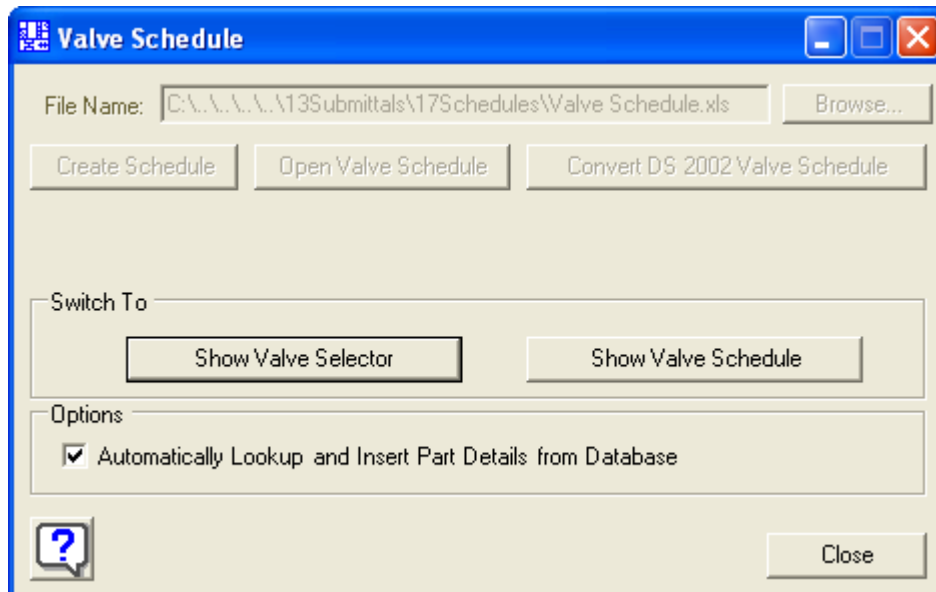 Valve Schedule
File Name: C:\..\..\..\..\13Submittals\17Schedules\Valve Schedule.xls Browse...
Create Schedule Open Valve Schedule Convert DS 2002 Valve Schedule
Switch To
Show Valve Selector Show Valve Schedule
Options
Automatically Lookup and Insert Part Details from Database
?
Close